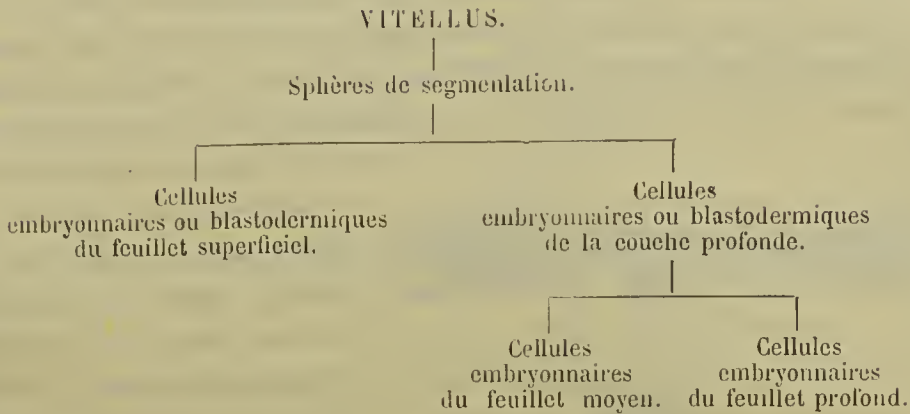 VITELLUS.
Sphères de segmentation.
Cellules
embryonnaires ou blastodermiques
du feuillet superficiel.
Cellules
embryonnaires ou blastodermiques
de la couche profonde.
Cellules
embryonnaires
du feuillet moyen.
Cellules
embryonnaires
du feuillet profond.